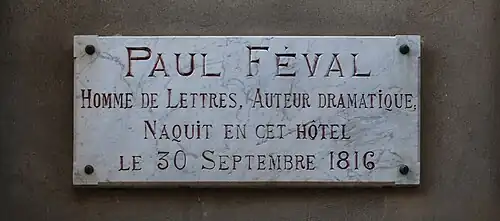 PAUL FÉVAL
HOMME DE LETTRES, AUTEUR DRAMATIQUE,
NAQUIT EN CET HÔTEL
LE 30 SEPTEMBRE 1816